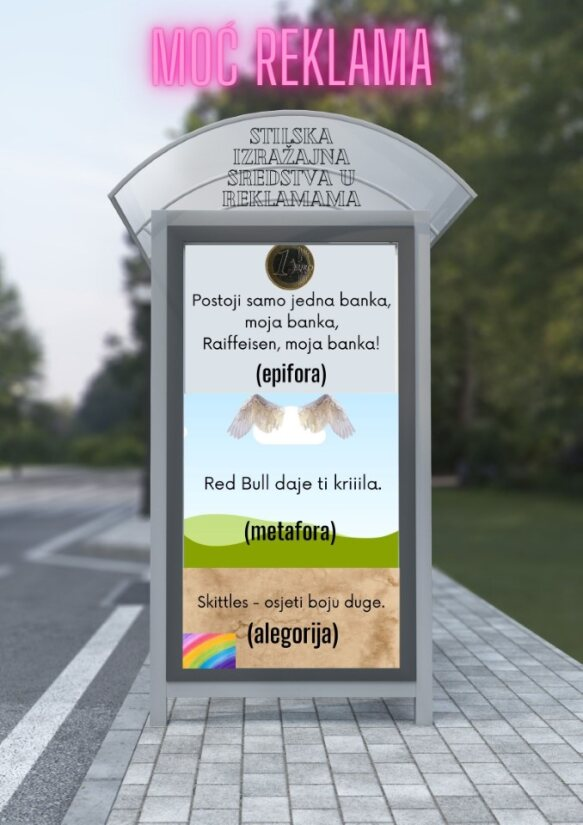 MOĆ REKLAMA
STILSKA
IZRAŽAJNA
SREDSTVA U
REKLAMAMA
1
Postoji samo jedna banka,
moja banka,
Raiffeisen, moja banka!
(epifora)
Red Bull daje ti kriiila.
(metafora)
Skittles - osjeti boju duge.
(alegorija)